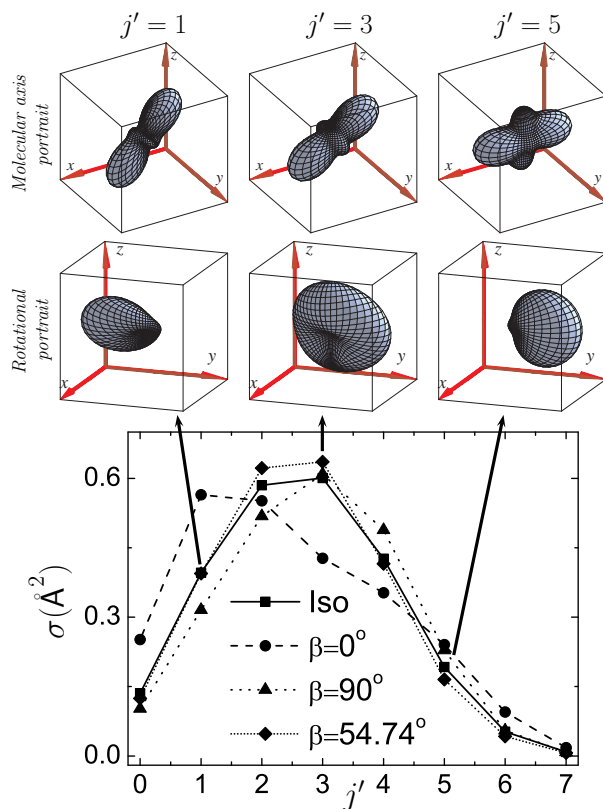 j′ = 1 j′ = 3 j′ = 5
Molecular axis
portrait
z x y
z x y
z x y
Rotational
portrait
z x y
z x y
z x y
σ(Å²)
0.6
0.3
0.0
Iso
β=0°
β=90°
β=54.74°
0 1 2 3 4 5 6 7
j′